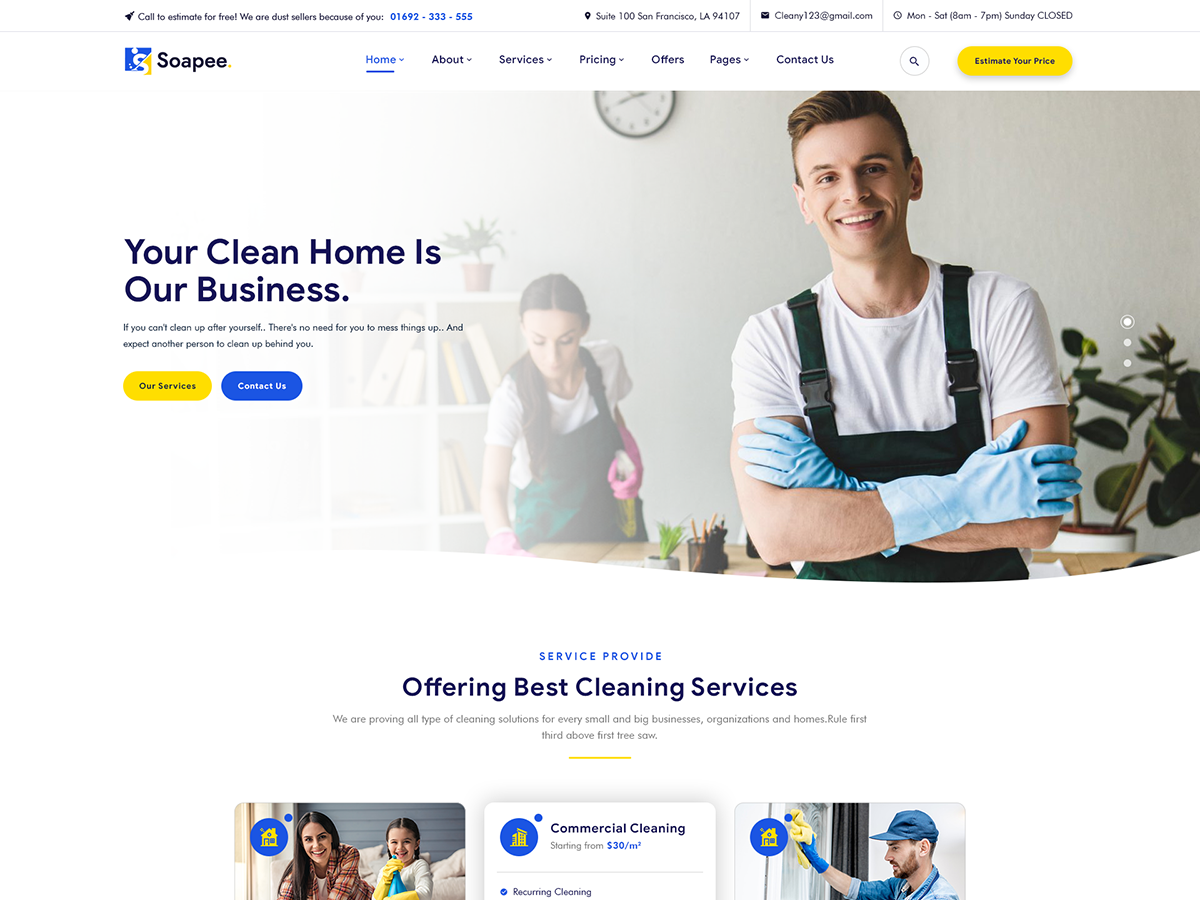 Call to estimate for free! We are dust sellers because of you: 01692 - 333 - 555
Suite 100 San Francisco, LA 94107
Cleany123@gmail.com
Mon - Sat (8am - 7pm) Sunday CLOSED
Soapee.
Home
About
Services
Pricing
Offers
Pages
Contact Us
Estimate Your Price
Your Clean Home Is
Our Business.
If you can't clean up after yourself.. There's no need for you to mess things up.. And
expect another person to clean up behind you.
Our Services
Contact Us
SERVICE PROVIDE
Offering Best Cleaning Services
We are proving all type of cleaning solutions for every small and big businesses, organizations and homes.Rule first
third above first tree saw.
Commercial Cleaning
Starting from $30/m²
Recurring Cleaning